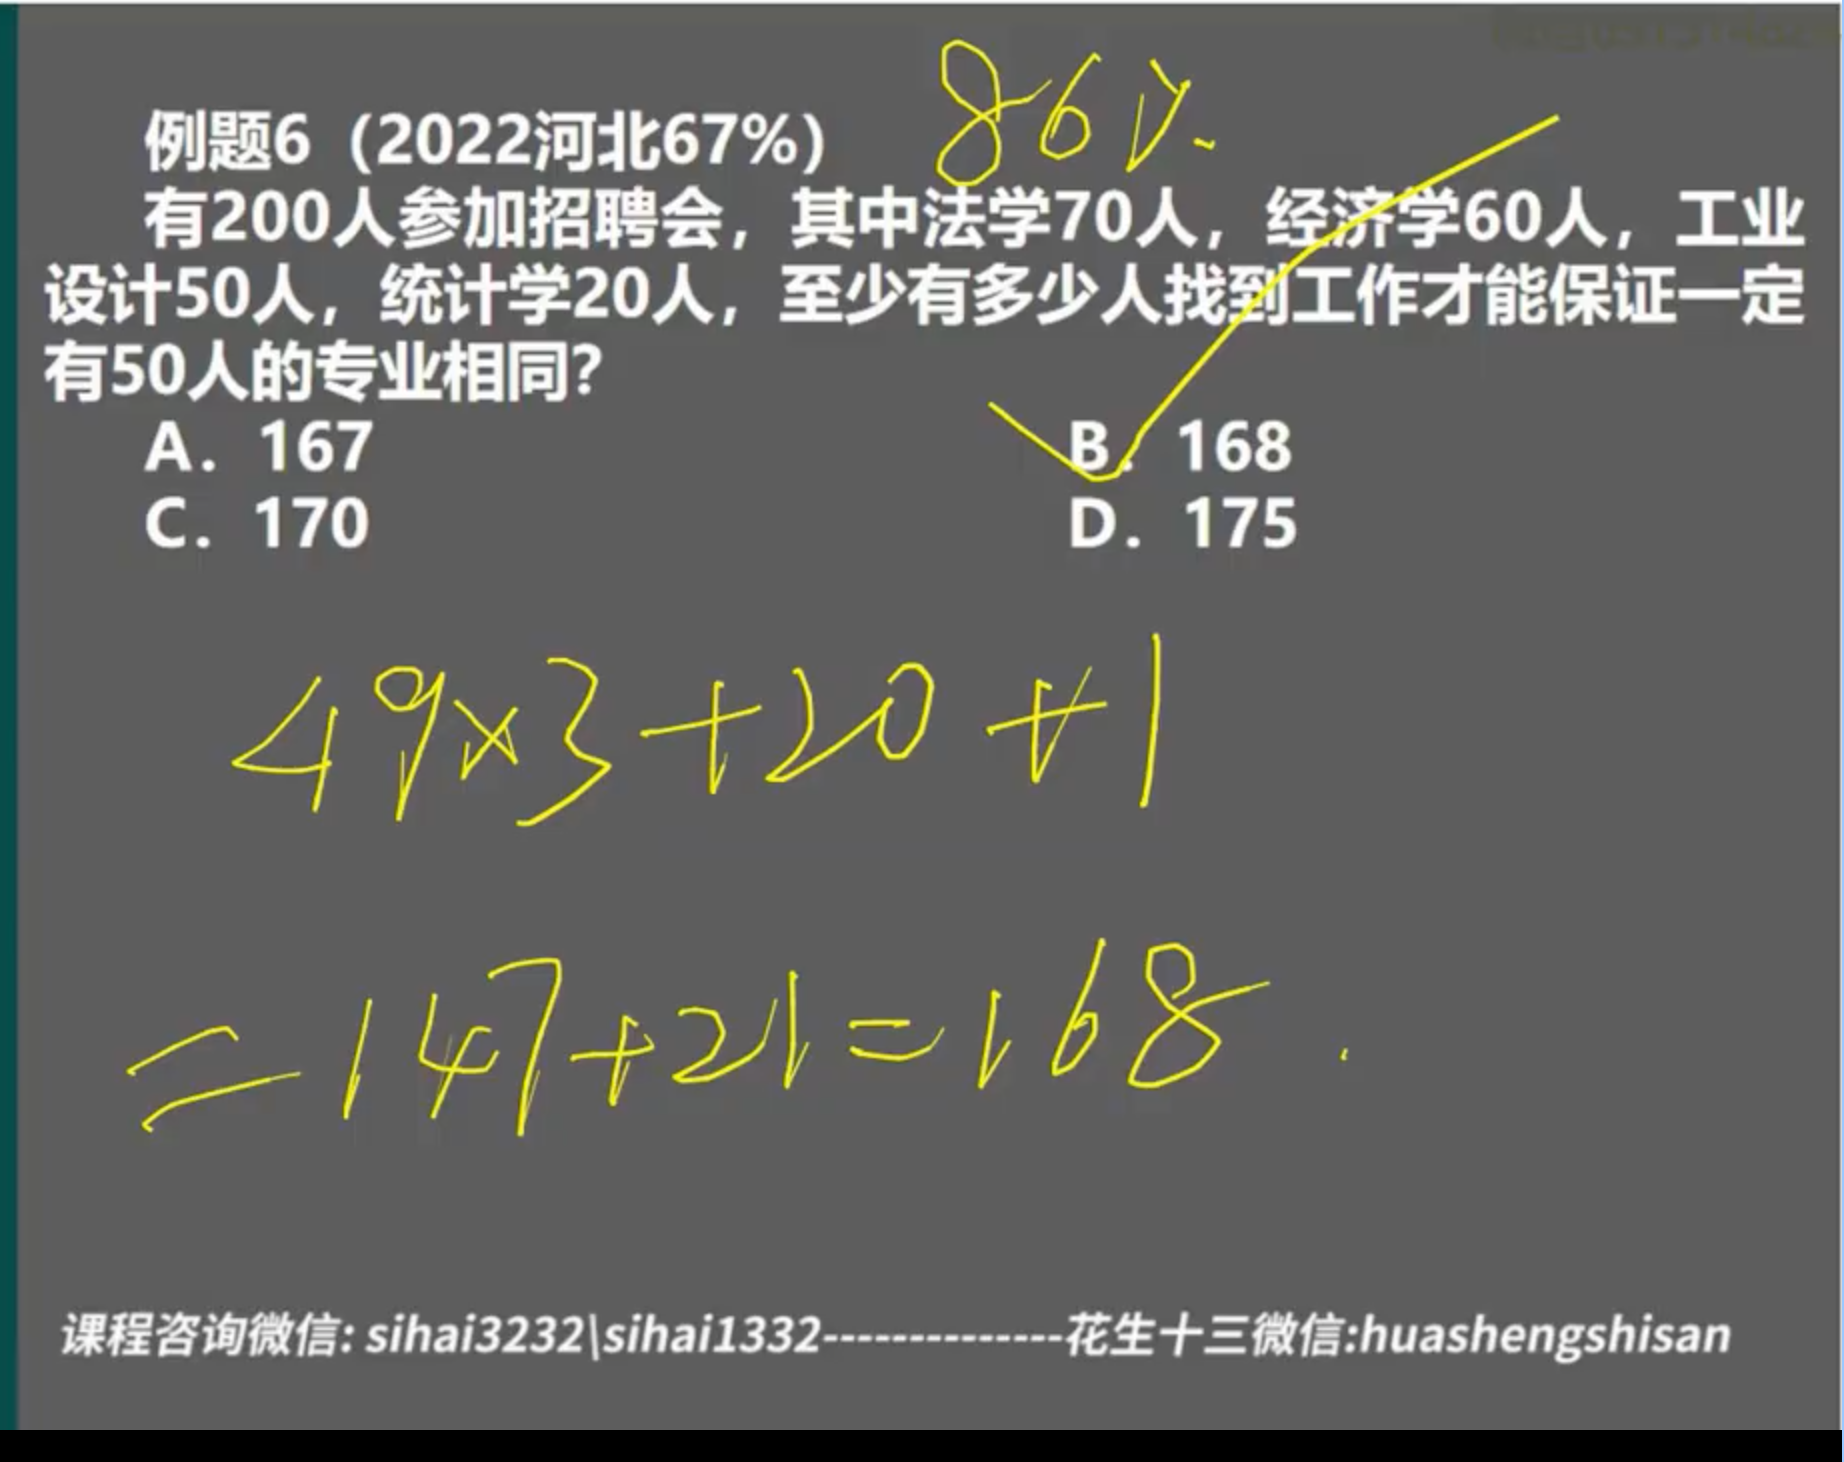 例题6（2022河北67%） 86%.
有200人参加招聘会，其中法学70人，经济学60人，工业
设计50人，统计学20人，至少有多少人找到工作才能保证一定
有50人的专业相同？
A. 167 B. 168
C. 170 D. 175
49×3+20+1
=147+21=168.
课程咨询微信: sihai3232\sihai1332--------------花生十三微信:huashengshisan